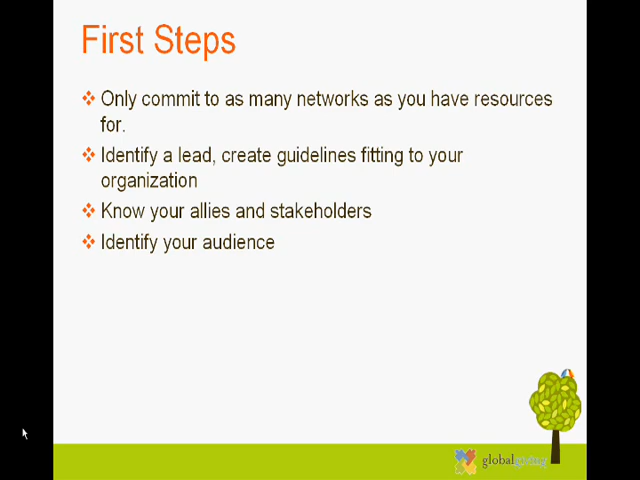 First Steps
Only commit to as many networks as you have resources
for.
Identify a lead, create guidelines fitting to your
organization
Know your allies and stakeholders
Identify your audience
globalgiving